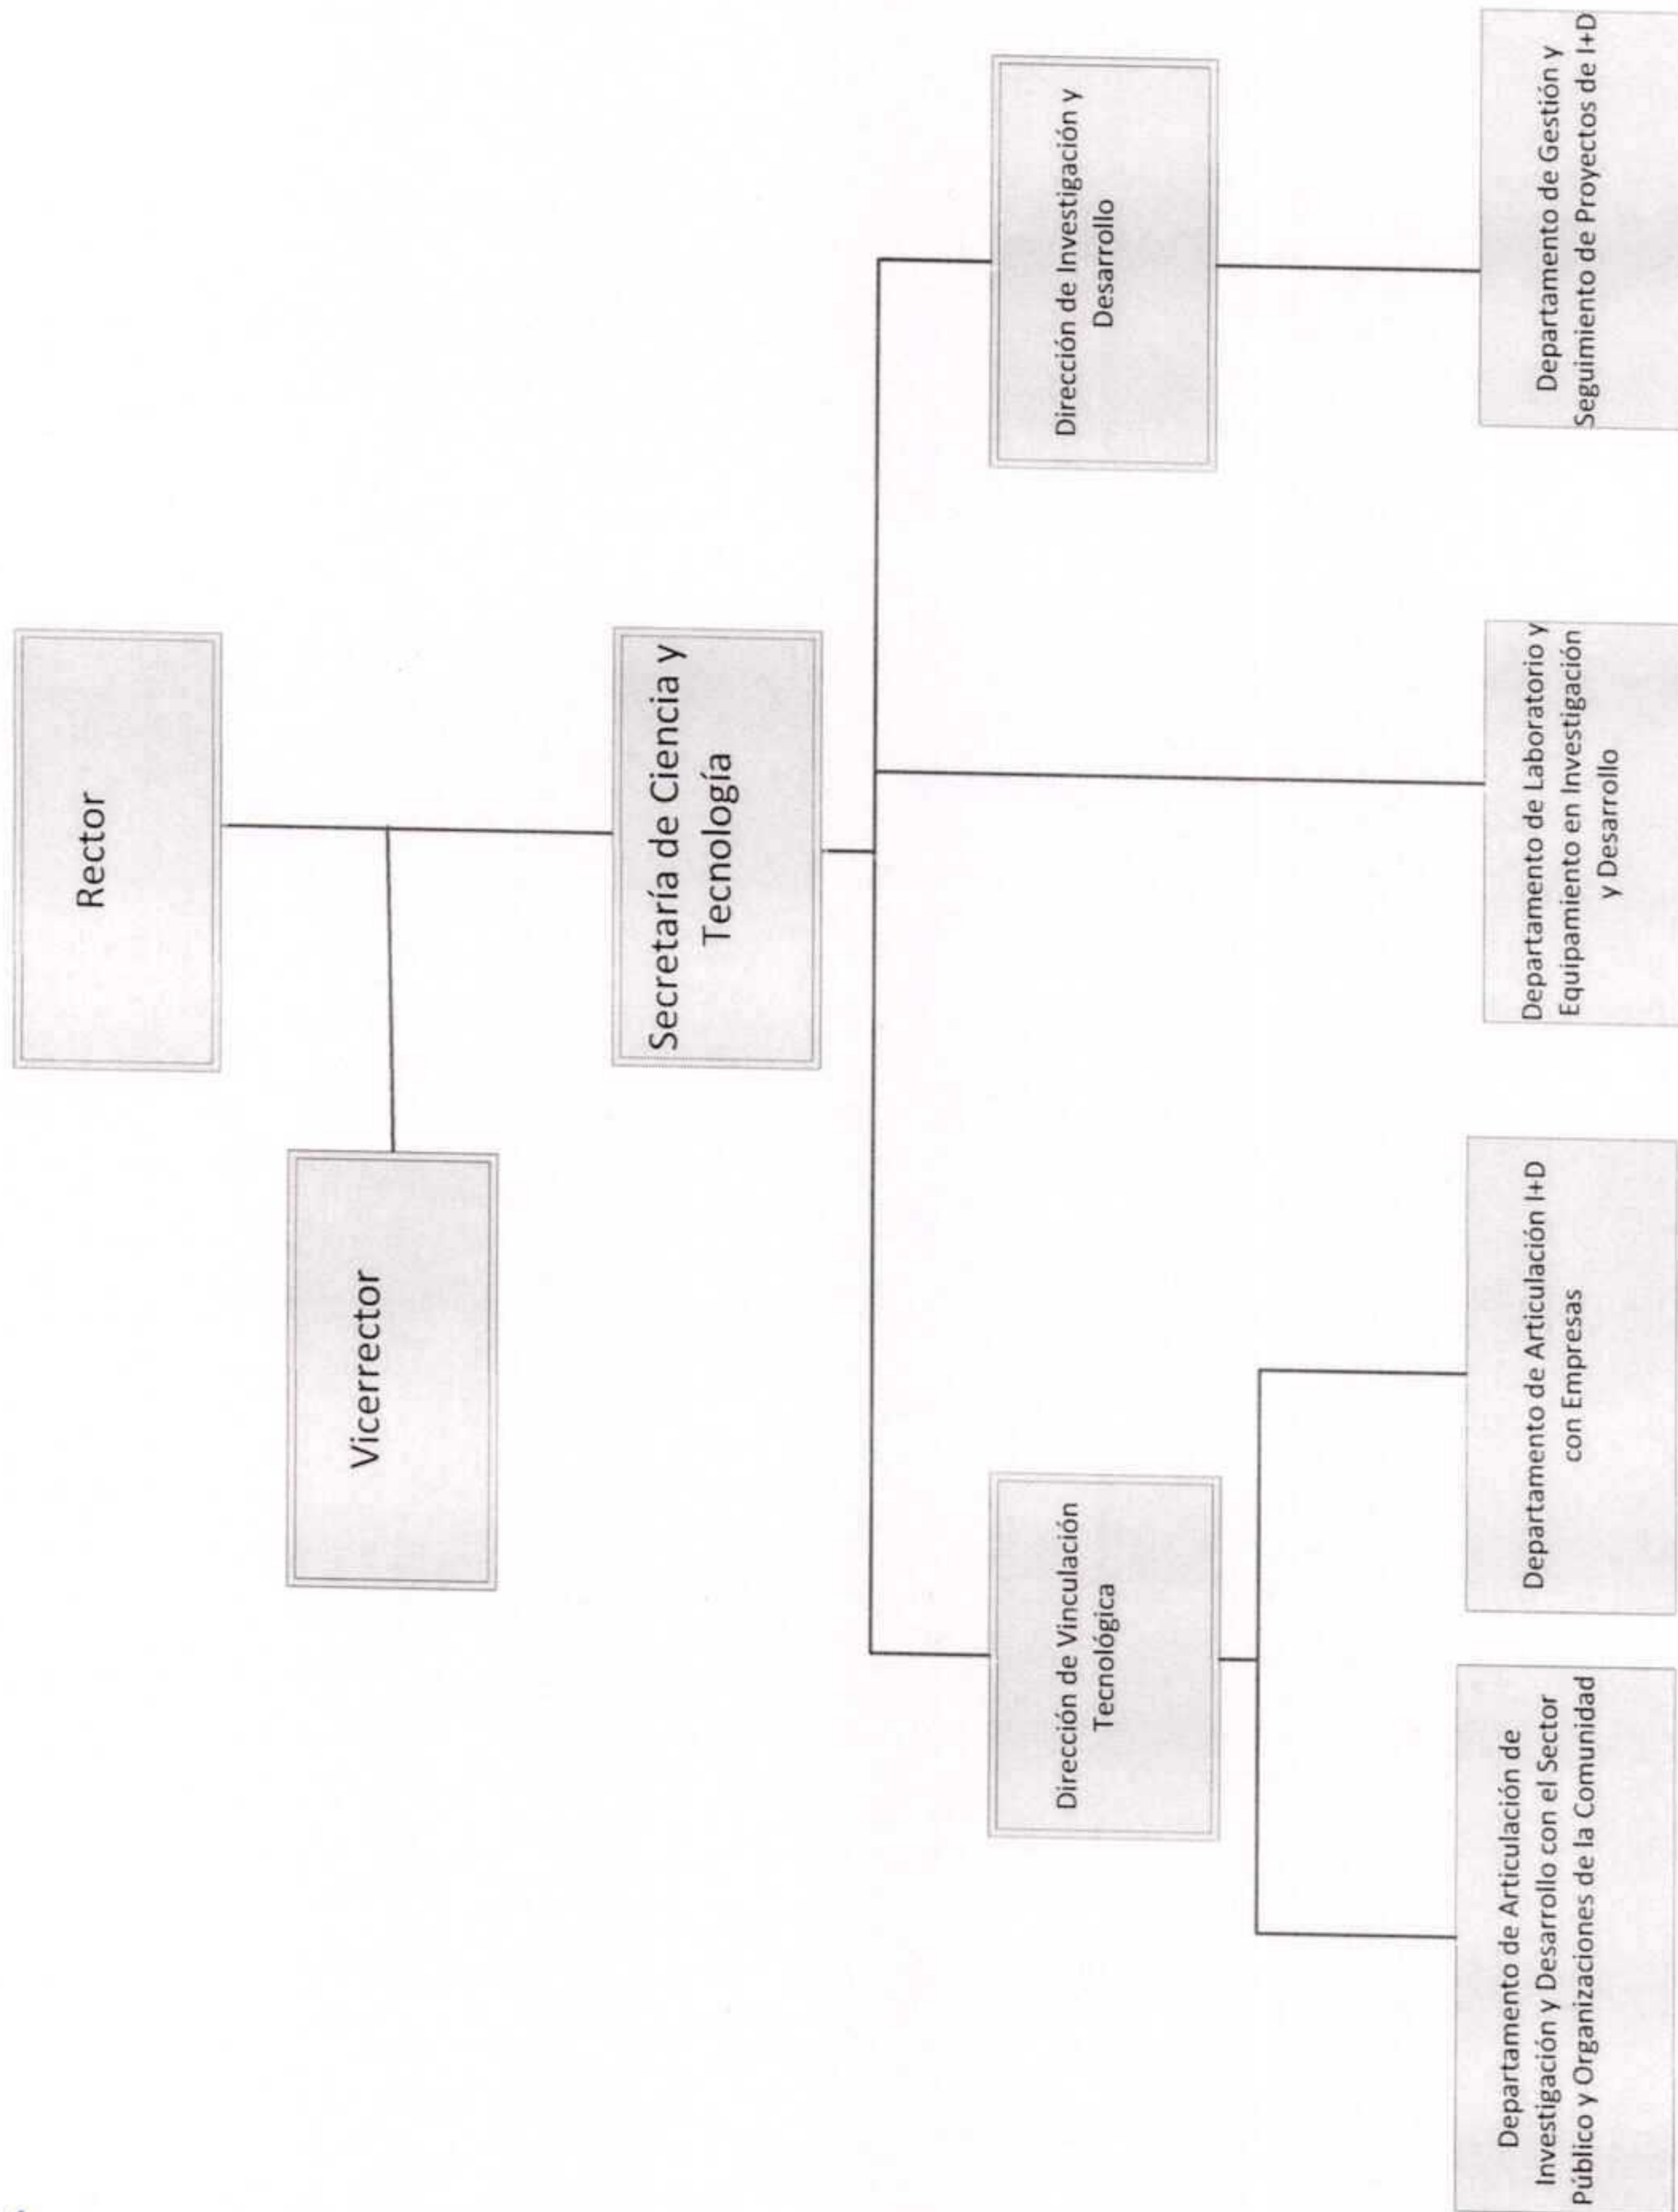 Rector
Vicerrector
Secretaría de Ciencia y
Tecnología
Dirección de Vinculación
Tecnológica
Dirección de Investigación y
Desarrollo
Departamento de Articulación de
Investigación y Desarrollo con el Sector
Público y Organizaciones de la Comunidad
Departamento de Articulación I+D
con Empresas
Departamento de Laboratorio y
Equipamiento en Investigación
y Desarrollo
Departamento de Gestión y
Seguimiento de Proyectos de I+D